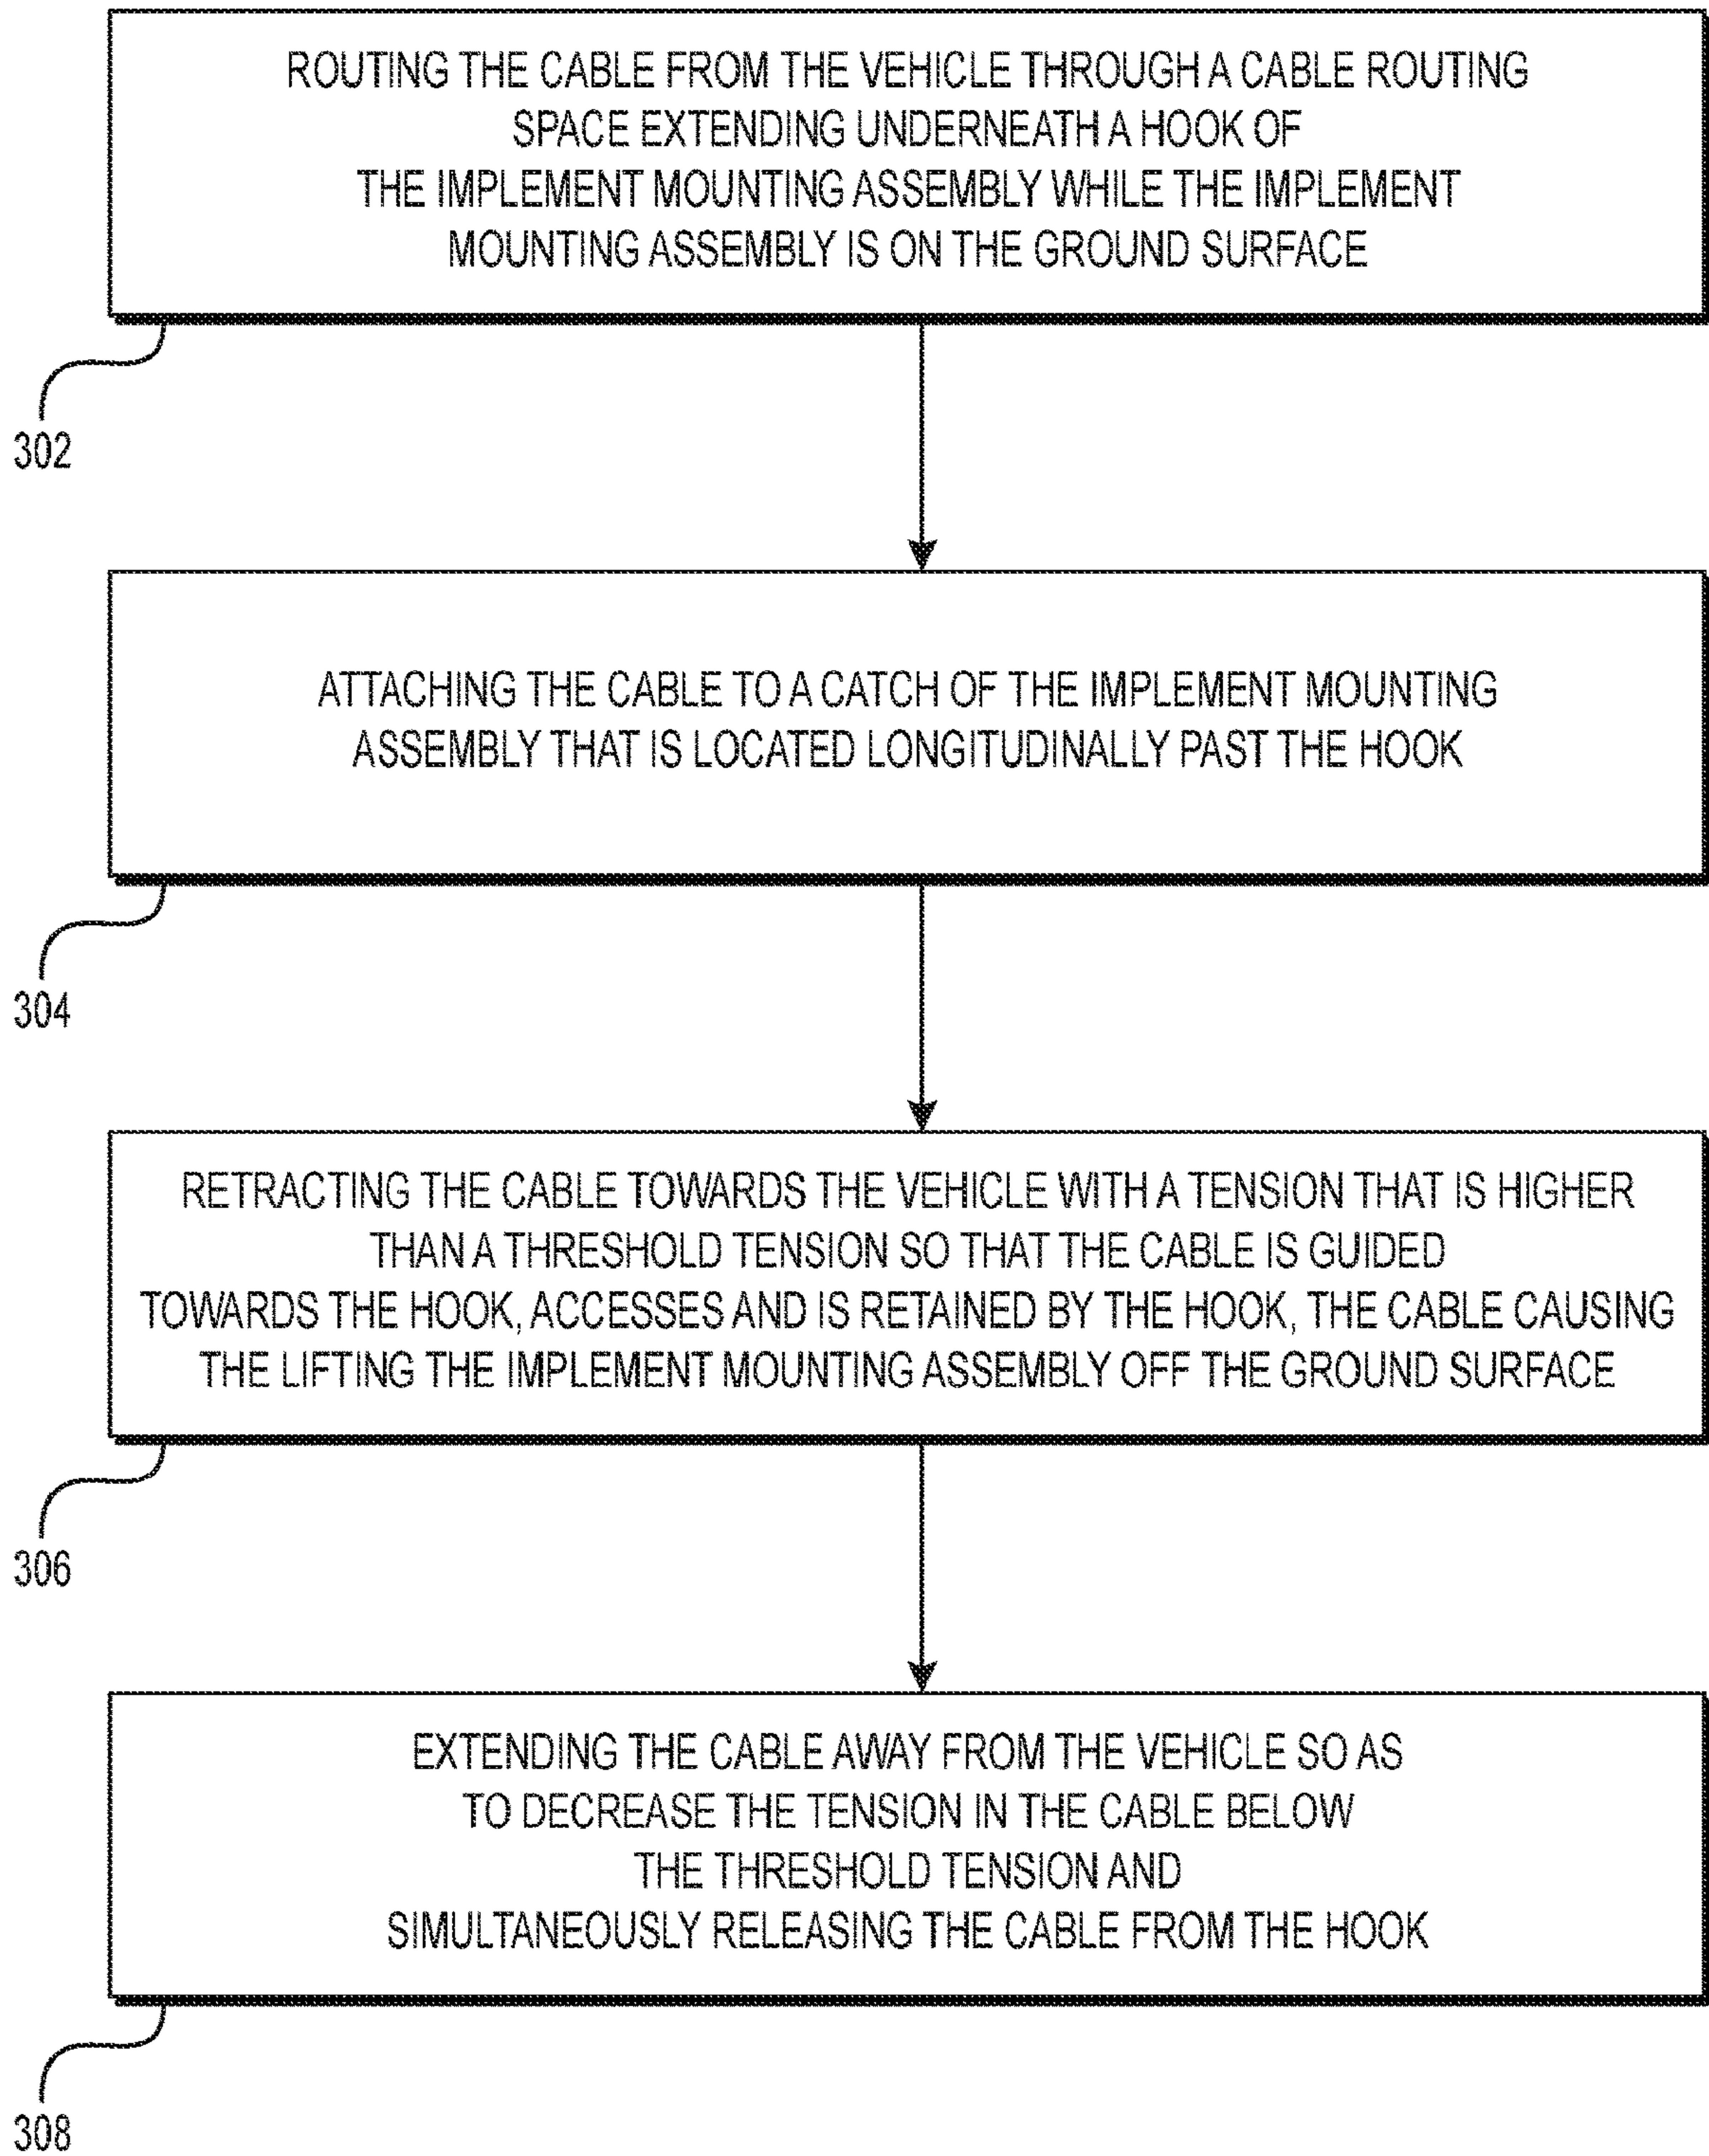 ROUTING THE CABLE FROM THE VEHICLE THROUGH A CABLE ROUTING
SPACE EXTENDING UNDERNEATH A HOOK OF
THE IMPLEMENT MOUNTING ASSEMBLY WHILE THE IMPLEMENT
MOUNTING ASSEMBLY IS ON THE GROUND SURFACE
302
ATTACHING THE CABLE TO A CATCH OF THE IMPLEMENT MOUNTING
ASSEMBLY THAT IS LOCATED LONGITUDINALLY PAST THE HOOK
304
RETRACTING THE CABLE TOWARDS THE VEHICLE WITH A TENSION THAT IS HIGHER
THAN A THRESHOLD TENSION SO THAT THE CABLE IS GUIDED
TOWARDS THE HOOK, ACCESSES AND IS RETAINED BY THE HOOK, THE CABLE CAUSING
THE LIFTING THE IMPLEMENT MOUNTING ASSEMBLY OFF THE GROUND SURFACE
306
EXTENDING THE CABLE AWAY FROM THE VEHICLE SO AS
TO DECREASE THE TENSION IN THE CABLE BELOW
THE THRESHOLD TENSION AND
SIMULTANEOUSLY RELEASING THE CABLE FROM THE HOOK
308